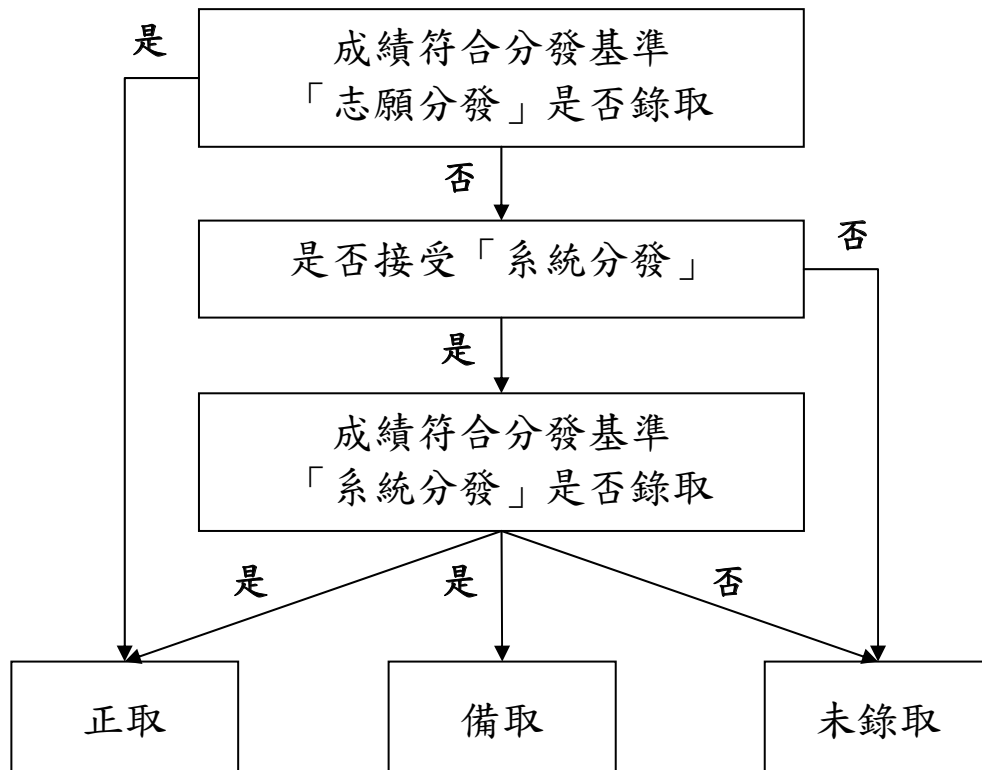 是
成績符合分發基準
「志願分發」是否錄取
否
是否接受「系統分發」
否
是
成績符合分發基準
「系統分發」是否錄取
是
是
否
正取
備取
未錄取